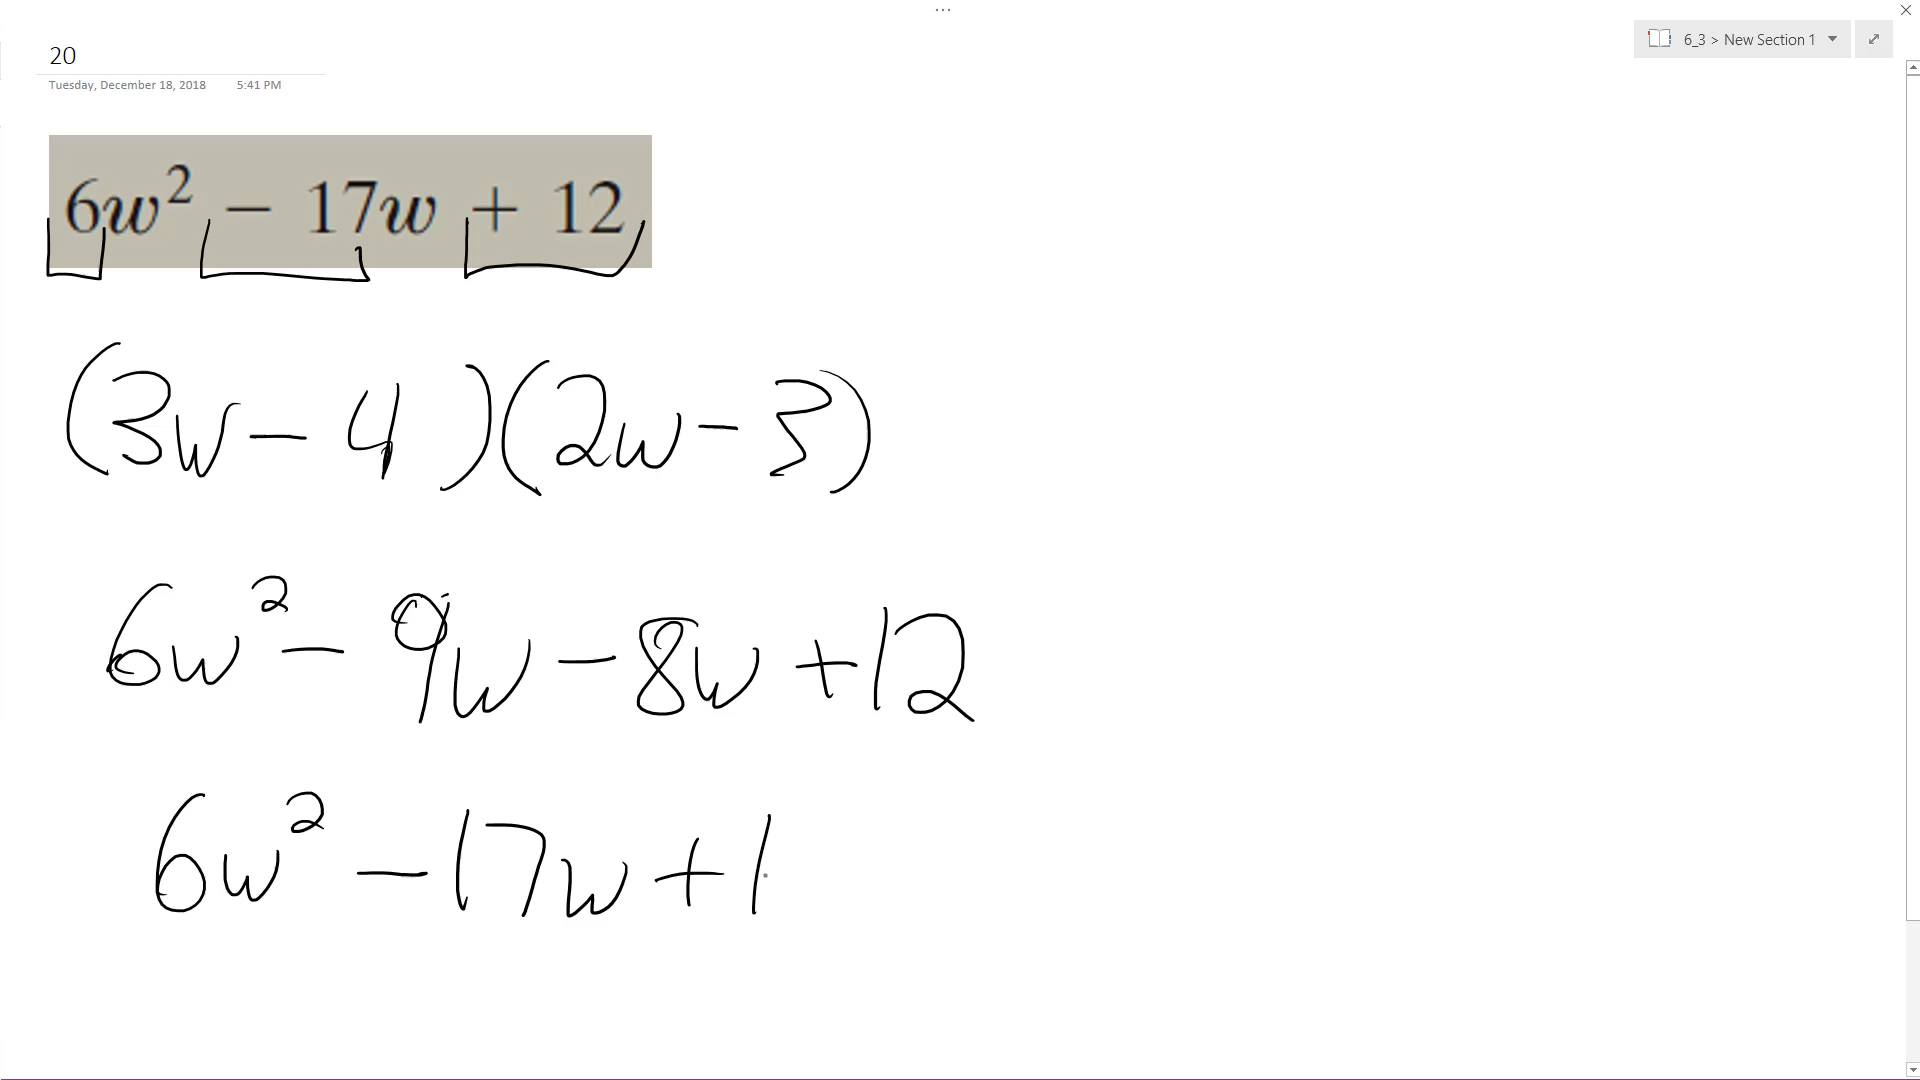 ...
6_3 > New Section 1
20
Tuesday, December 18, 2018 5:41 PM
6w² − 17w + 12
(3w − 4)(2w − 3)
6w² − 9w − 8w + 12
6w² − 17w + 1